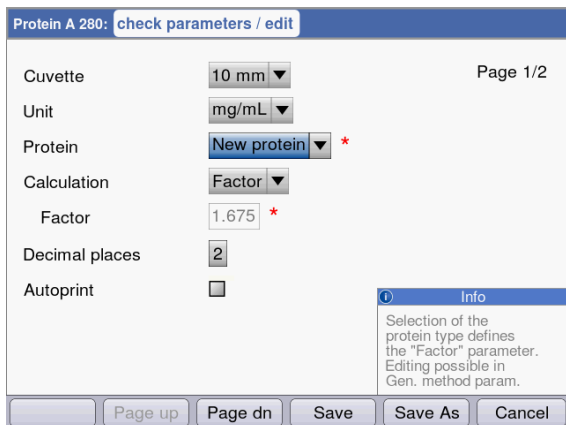 Protein A 280: check parameters / edit
Cuvette 10 mm Page 1/2
Unit mg/mL
Protein New protein *
Calculation Factor
Factor 1.675 *
Decimal places 2
Autoprint
i Info
Selection of the
protein type defines
the "Factor" parameter.
Editing possible in
Gen. method param.
Page up Page dn Save Save As Cancel